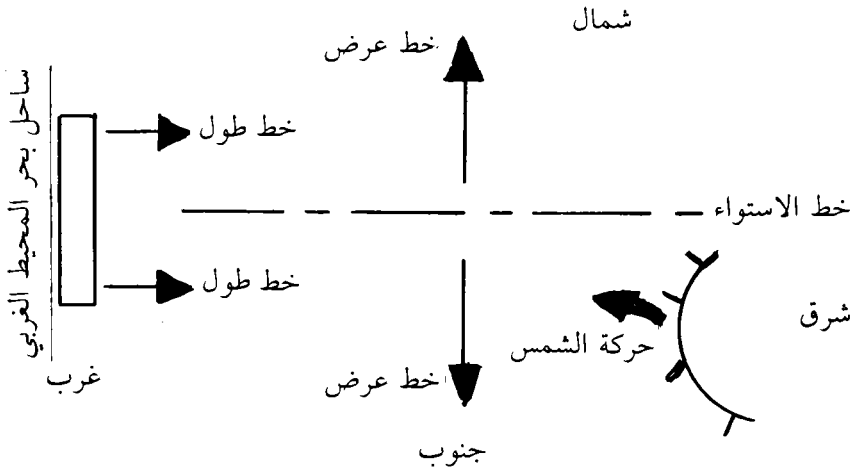 شمال
خط عرض
خط طول
خط الاستواء
خط طول
شرق
حركة الشمس
خط عرض
جنوب
غرب
ساحل بحر المحيط الغربي